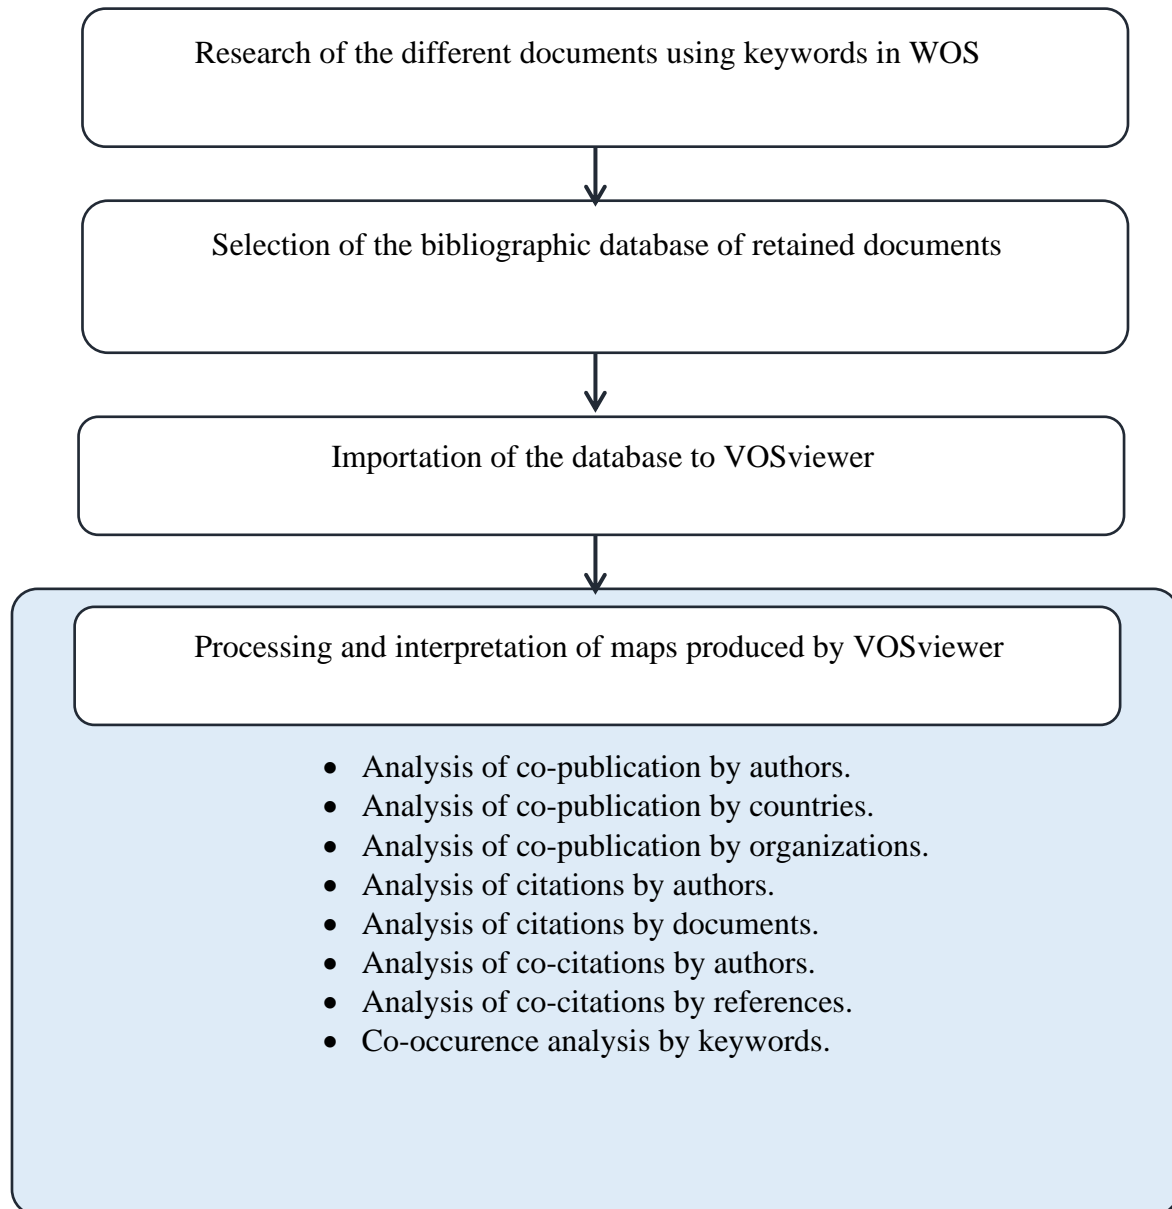 Research of the different documents using keywords in WOS
Selection of the bibliographic database of retained documents
Importation of the database to VOSviewer
Processing and interpretation of maps produced by VOSviewer
• Analysis of co-publication by authors.
• Analysis of co-publication by countries.
• Analysis of co-publication by organizations.
• Analysis of citations by authors.
• Analysis of citations by documents.
• Analysis of co-citations by authors.
• Analysis of co-citations by references.
• Co-occurence analysis by keywords.